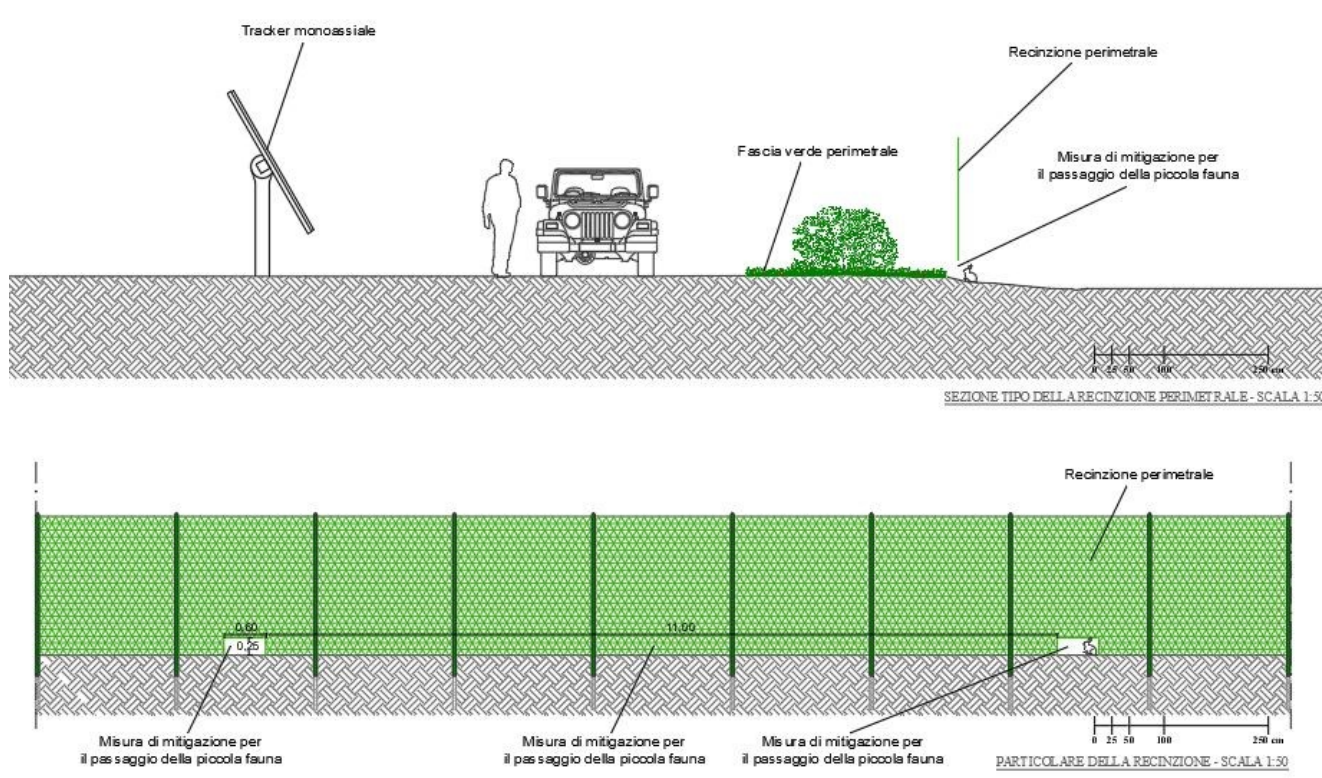 Tracker monoassiale
Recinzione perimetrale
Fascia verde perimetrale
Misura di mitigazione per
il passaggio della piccola fauna
0 25 50 100 250 cm
SEZIONE TIPO DELLA RECINZIONE PERIMETRALE - SCALA 1:50
Recinzione perimetrale
0,60
11,00
0,25
Misura di mitigazione per
il passaggio della piccola fauna
Misura di mitigazione per
il passaggio della piccola fauna
Misura di mitigazione per
il passaggio della piccola fauna
0 25 50 100 250 cm
PARTICOLARE DELLA RECINZIONE - SCALA 1:50